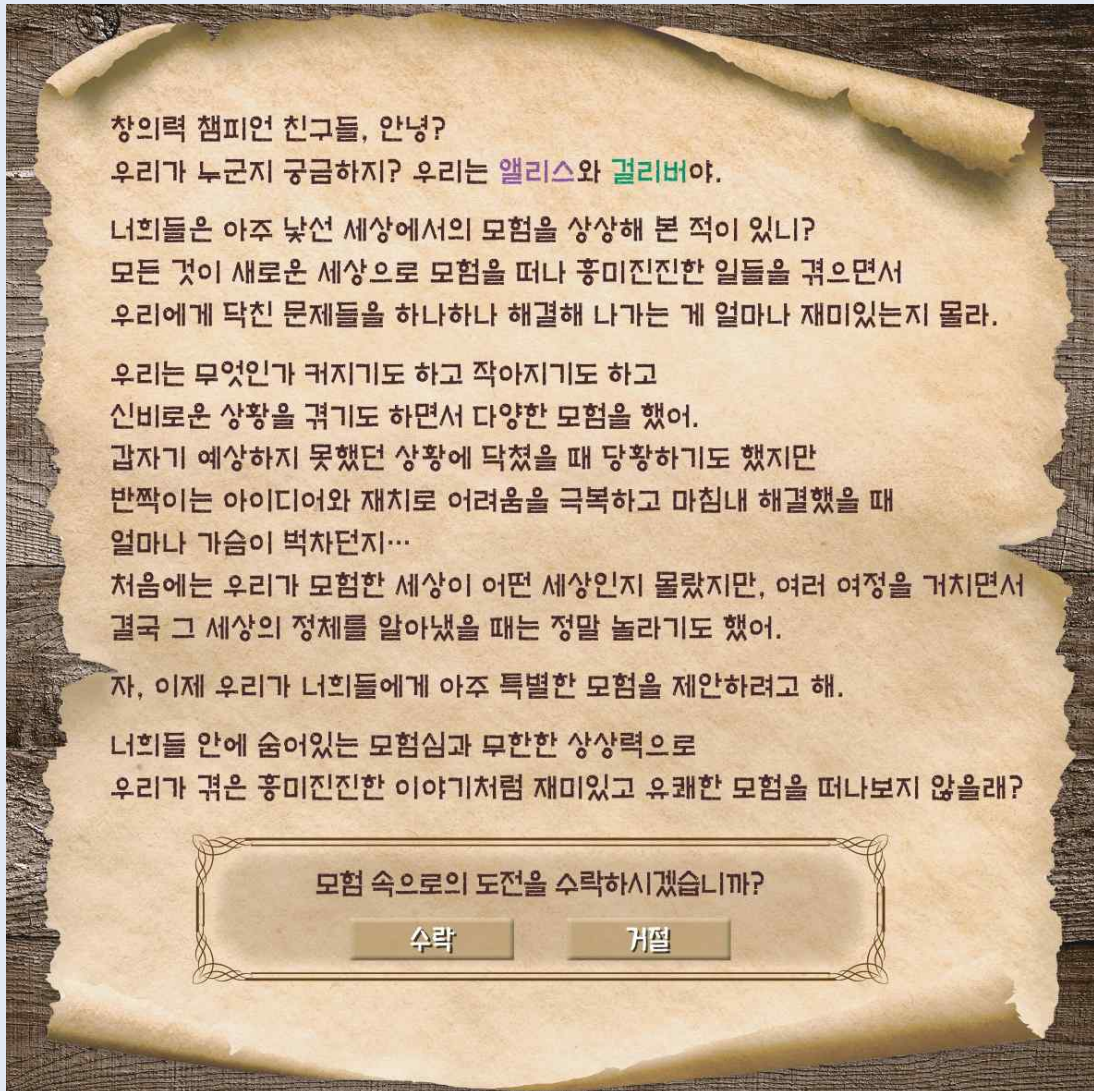 창의력 챔피언 친구들, 안녕?
우리가 누군지 궁금하지? 우리는 앨리스와 걸리버야.
너희들은 아주 낯선 세상에서의 모험을 상상해 본 적이 있니?
모든 것이 새로운 세상으로 모험을 떠나 흥미진진한 일들을 겪으면서
우리에게 닥친 문제들을 하나하나 해결해 나가는 게 얼마나 재미있는지 몰라.
우리는 무엇인가 커지기도 하고 작아지기도 하고
신비로운 상황을 겪기도 하면서 다양한 모험을 했어.
갑자기 예상하지 못했던 상황에 닥쳤을 때 당황하기도 했지만
반짝이는 아이디어와 재치로 어려움을 극복하고 마침내 해결했을 때
얼마나 가슴이 벅차던지…
처음에는 우리가 모험한 세상이 어떤 세상인지 몰랐지만, 여러 여정을 거치면서
결국 그 세상의 정체를 알아냈을 때는 정말 놀라기도 했어.
자, 이제 우리가 너희들에게 아주 특별한 모험을 제안하려고 해.
너희들 안에 숨어있는 모험심과 무한한 상상력으로
우리가 겪은 흥미진진한 이야기처럼 재미있고 유쾌한 모험을 떠나보지 않을래?
모험 속으로의 도전을 수락하시겠습니까?
수락 거절